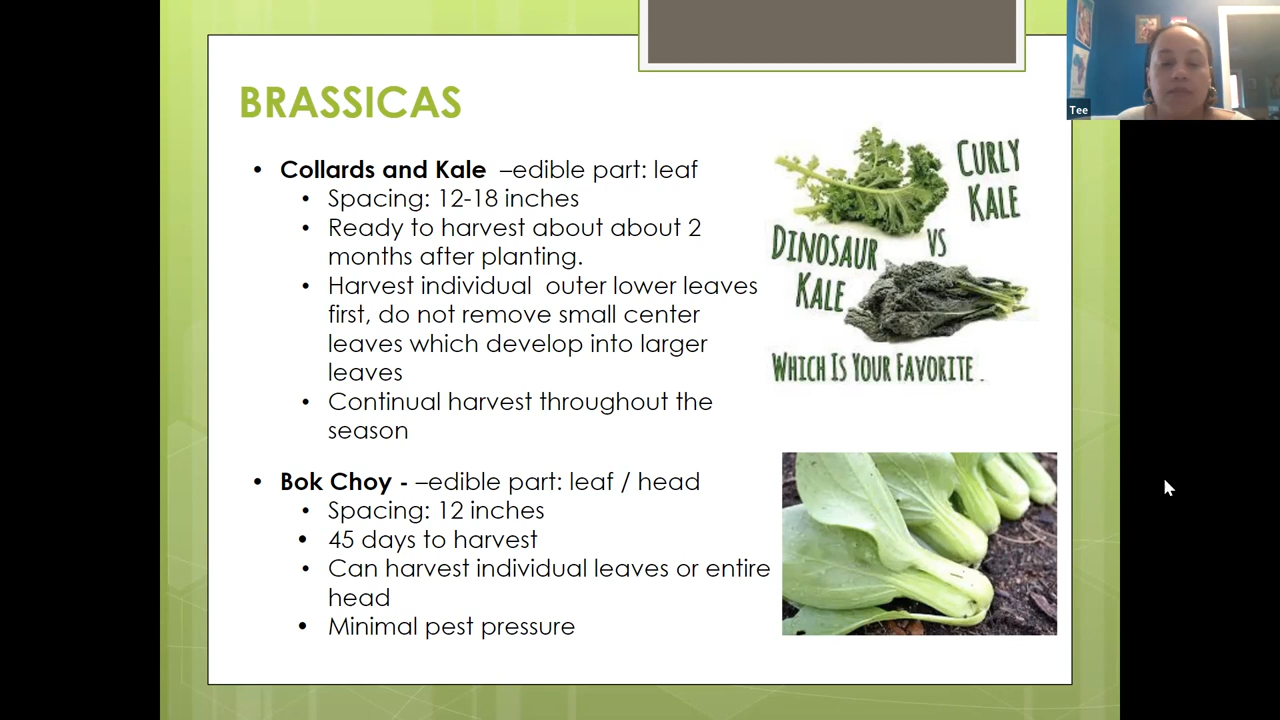 BRASSICAS
• Collards and Kale –edible part: leaf
• Spacing: 12-18 inches
• Ready to harvest about about 2
months after planting.
• Harvest individual outer lower leaves
first, do not remove small center
leaves which develop into larger
leaves
• Continual harvest throughout the
season
• Bok Choy - –edible part: leaf / head
• Spacing: 12 inches
• 45 days to harvest
• Can harvest individual leaves or entire
head
• Minimal pest pressure
CURLY
KALE
VS
DINOSAUR
KALE
WHICH IS YOUR FAVORITE .
Tee